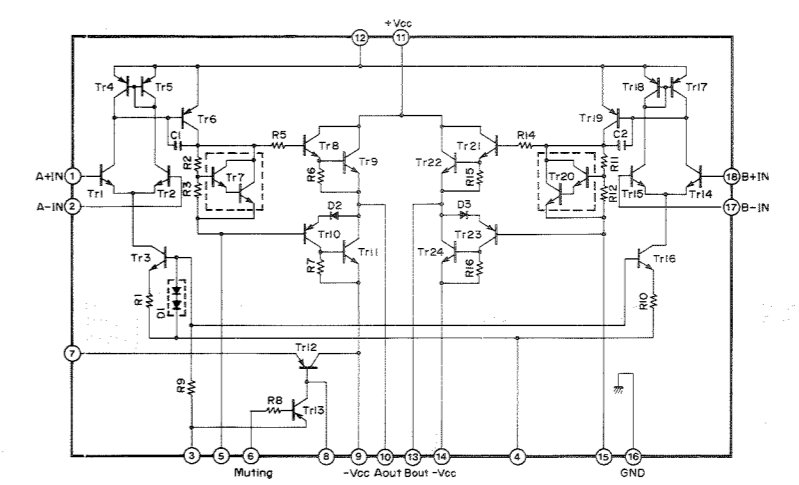 +Vcc
12 11
Tr4 Tr5 Tr18 Tr17
Tr6 Tr19
C1 R5 Tr8 Tr21 R14 C2
R2 Tr7 R6 Tr9 Tr22 R15 Tr20 R11
A+IN 1 Tr1 Tr2 R3 R12 Tr15 Tr14 18 B+IN
A-IN 2 D2 D3 17 B-IN
Tr10 Tr23
Tr3 R7 Tr11 Tr24 R16 Tr16
R1 D1 R10
7 Tr12
R9 R8 Tr13
3 5 6 8 9 10 13 14 4 15 16
Muting -Vcc Aout Bout -Vcc GND